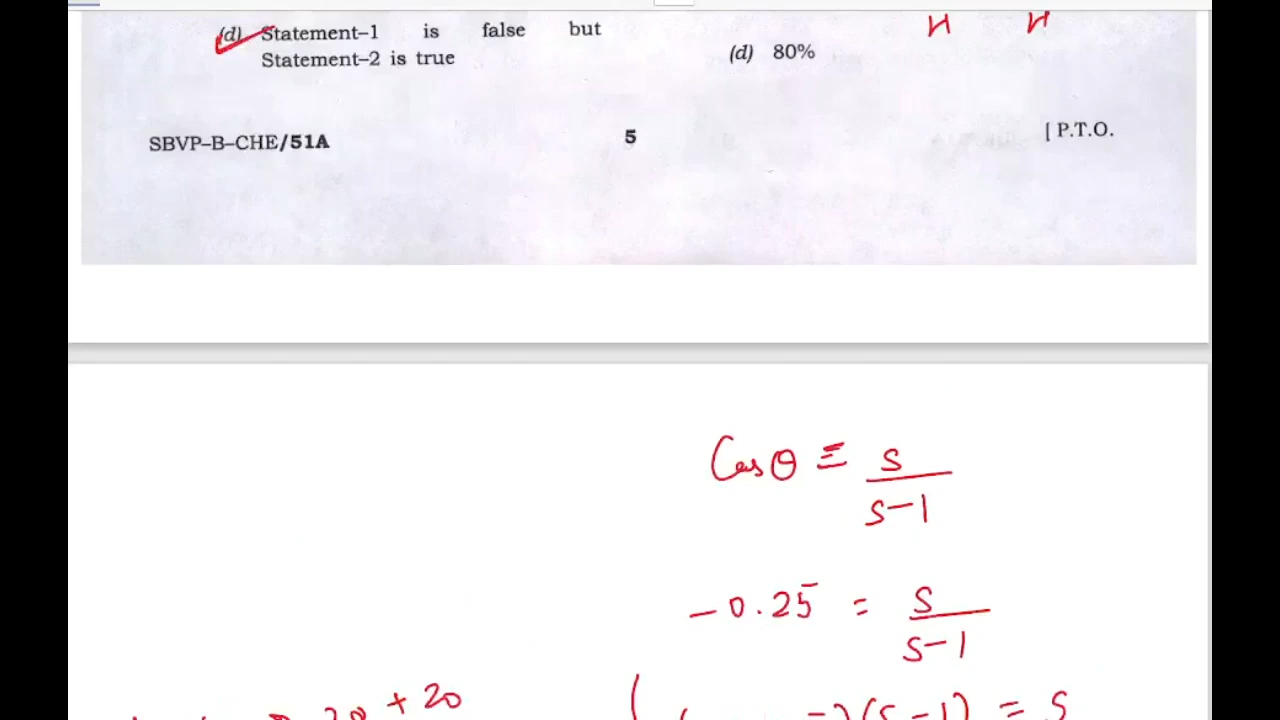 (d) Statement–1 is false but
Statement–2 is true
(d) 80%
H H
SBVP–B–CHE/51A
5
[ P.T.O.
Cosθ = s
s-1
-0.25 = s
s-1
20 + 20
)(s-1) = s